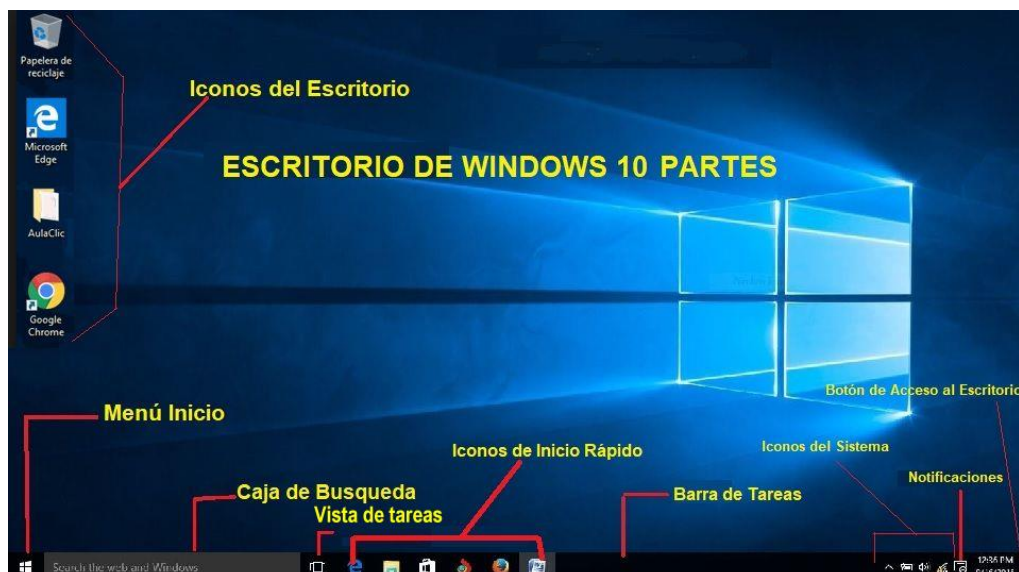 Papelera de
reciclaje
Iconos del Escritorio
Microsoft
Edge
ESCRITORIO DE WINDOWS 10 PARTES
AulaClic
Google
Chrome
Botón de Acceso al Escritorio
Menú Inicio
Iconos de Inicio Rápido
Iconos del Sistema
Notificaciones
Caja de Busqueda
Barra de Tareas
Vista de tareas
Search the web and Windows
12:35 PM